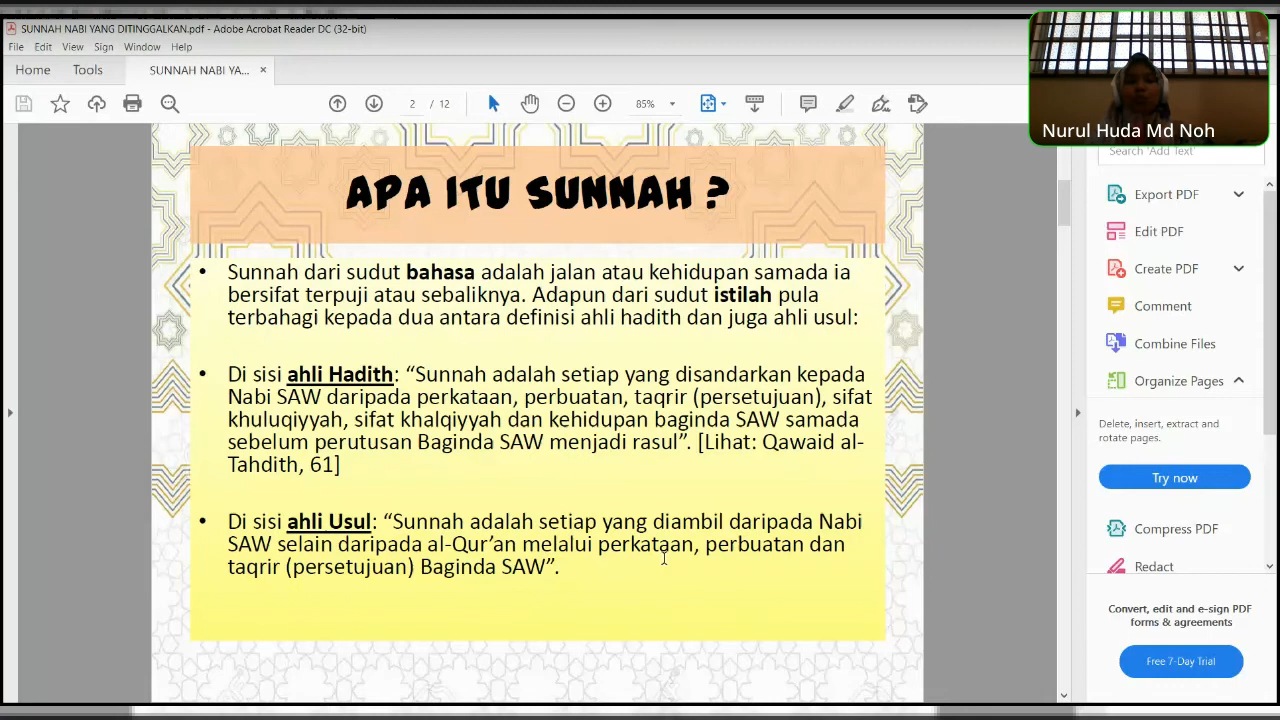 SUNNAH NABI YANG DITINGGALKAN.pdf - Adobe Acrobat Reader DC (32-bit)
File Edit View Sign Window Help
Home Tools SUNNAH NABI YA... ×
2 / 12 85%
Nurul Huda Md Noh
Search 'Add Text'
APA ITU SUNNAH ?
• Sunnah dari sudut bahasa adalah jalan atau kehidupan samada ia
bersifat terpuji atau sebaliknya. Adapun dari sudut istilah pula
terbahagi kepada dua antara definisi ahli hadith dan juga ahli usul:
• Di sisi ahli Hadith: “Sunnah adalah setiap yang disandarkan kepada
Nabi SAW daripada perkataan, perbuatan, taqrir (persetujuan), sifat
khuluqiyyah, sifat khalqiyyah dan kehidupan baginda SAW samada
sebelum perutusan Baginda SAW menjadi rasul”. [Lihat: Qawaid al-
Tahdith, 61]
• Di sisi ahli Usul: “Sunnah adalah setiap yang diambil daripada Nabi
SAW selain daripada al-Qur’an melalui perkataan, perbuatan dan
taqrir (persetujuan) Baginda SAW”.
Export PDF
Edit PDF
Create PDF
Comment
Combine Files
Organize Pages
Delete, insert, extract and
rotate pages.
Try now
Compress PDF
Redact
Convert, edit and e-sign PDF
forms & agreements
Free 7-Day Trial